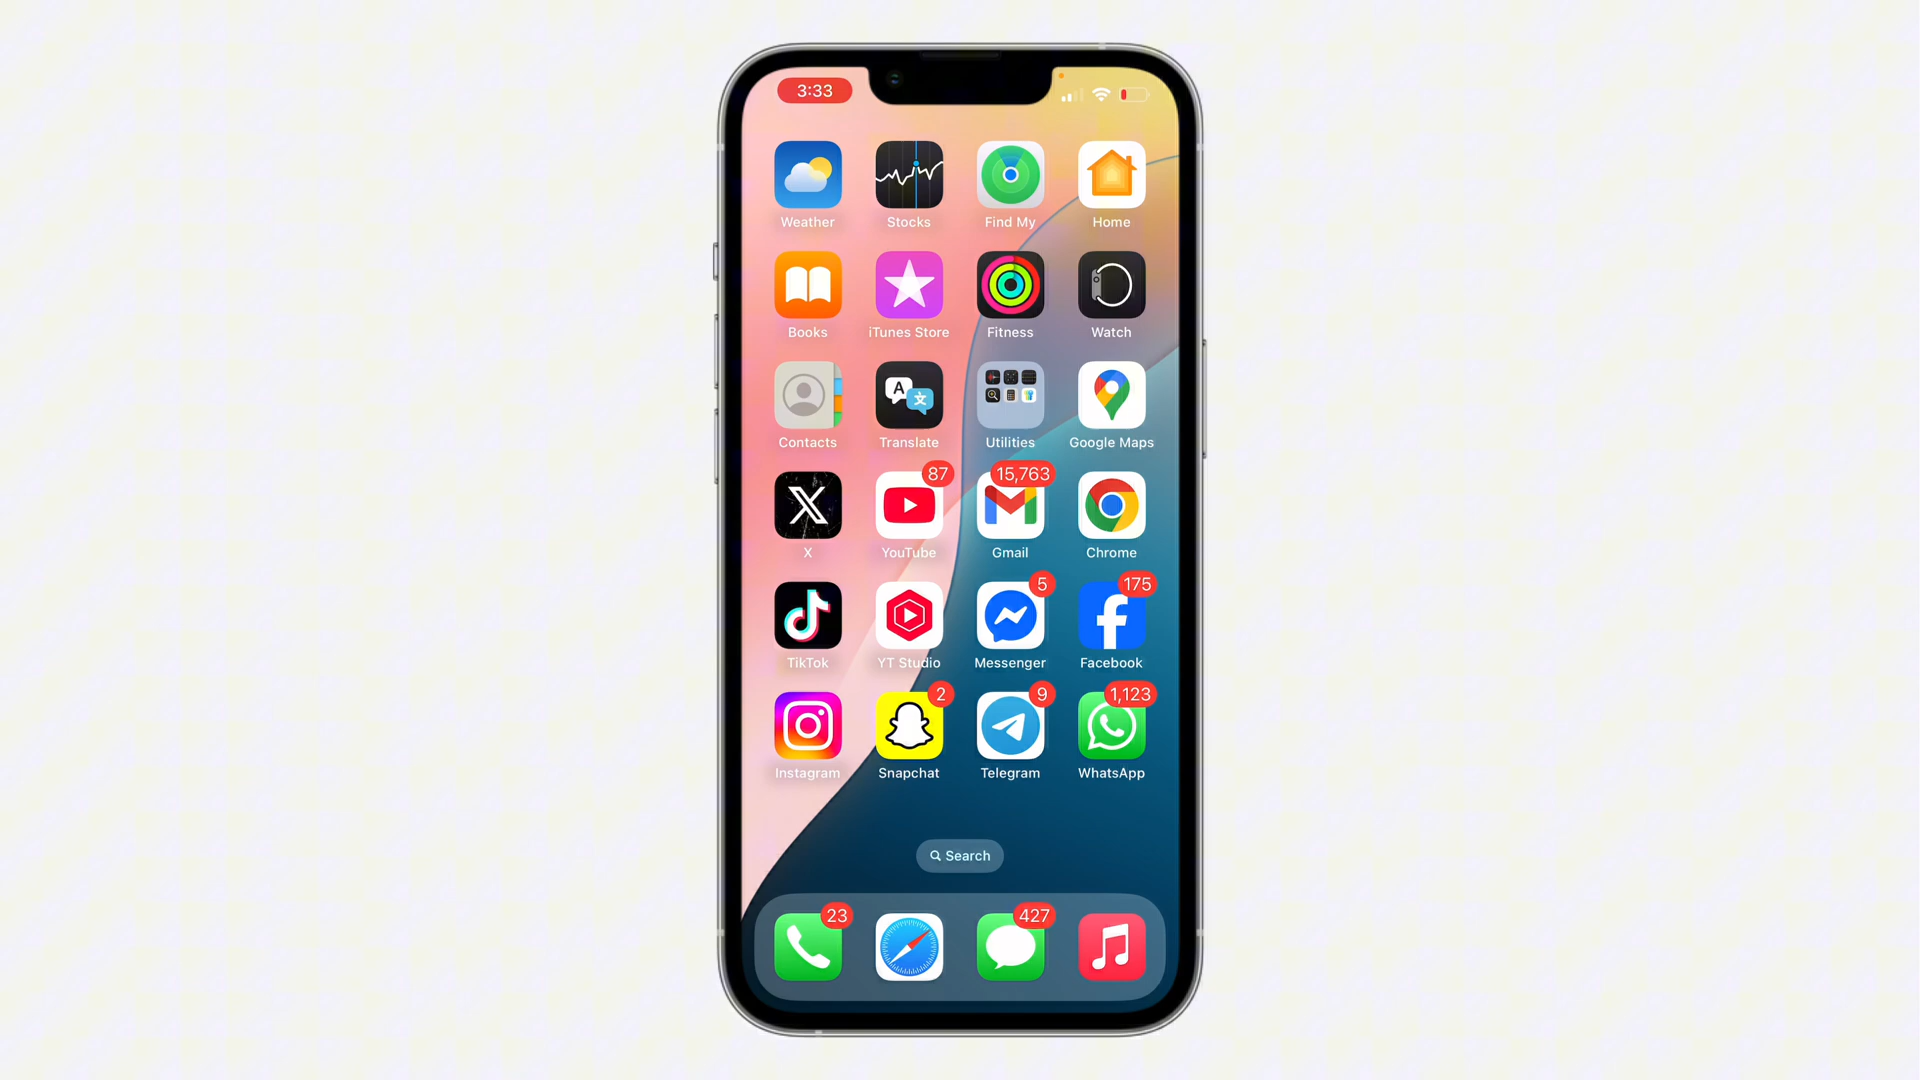 3:33
Weather Stocks Find My Home
Books iTunes Store Fitness Watch
A 文
Contacts Translate Utilities Google Maps
87 15,763
X YouTube Gmail Chrome
5 175
TikTok YT Studio Messenger Facebook
2 9 1,123
Instagram Snapchat Telegram WhatsApp
Search
23 427